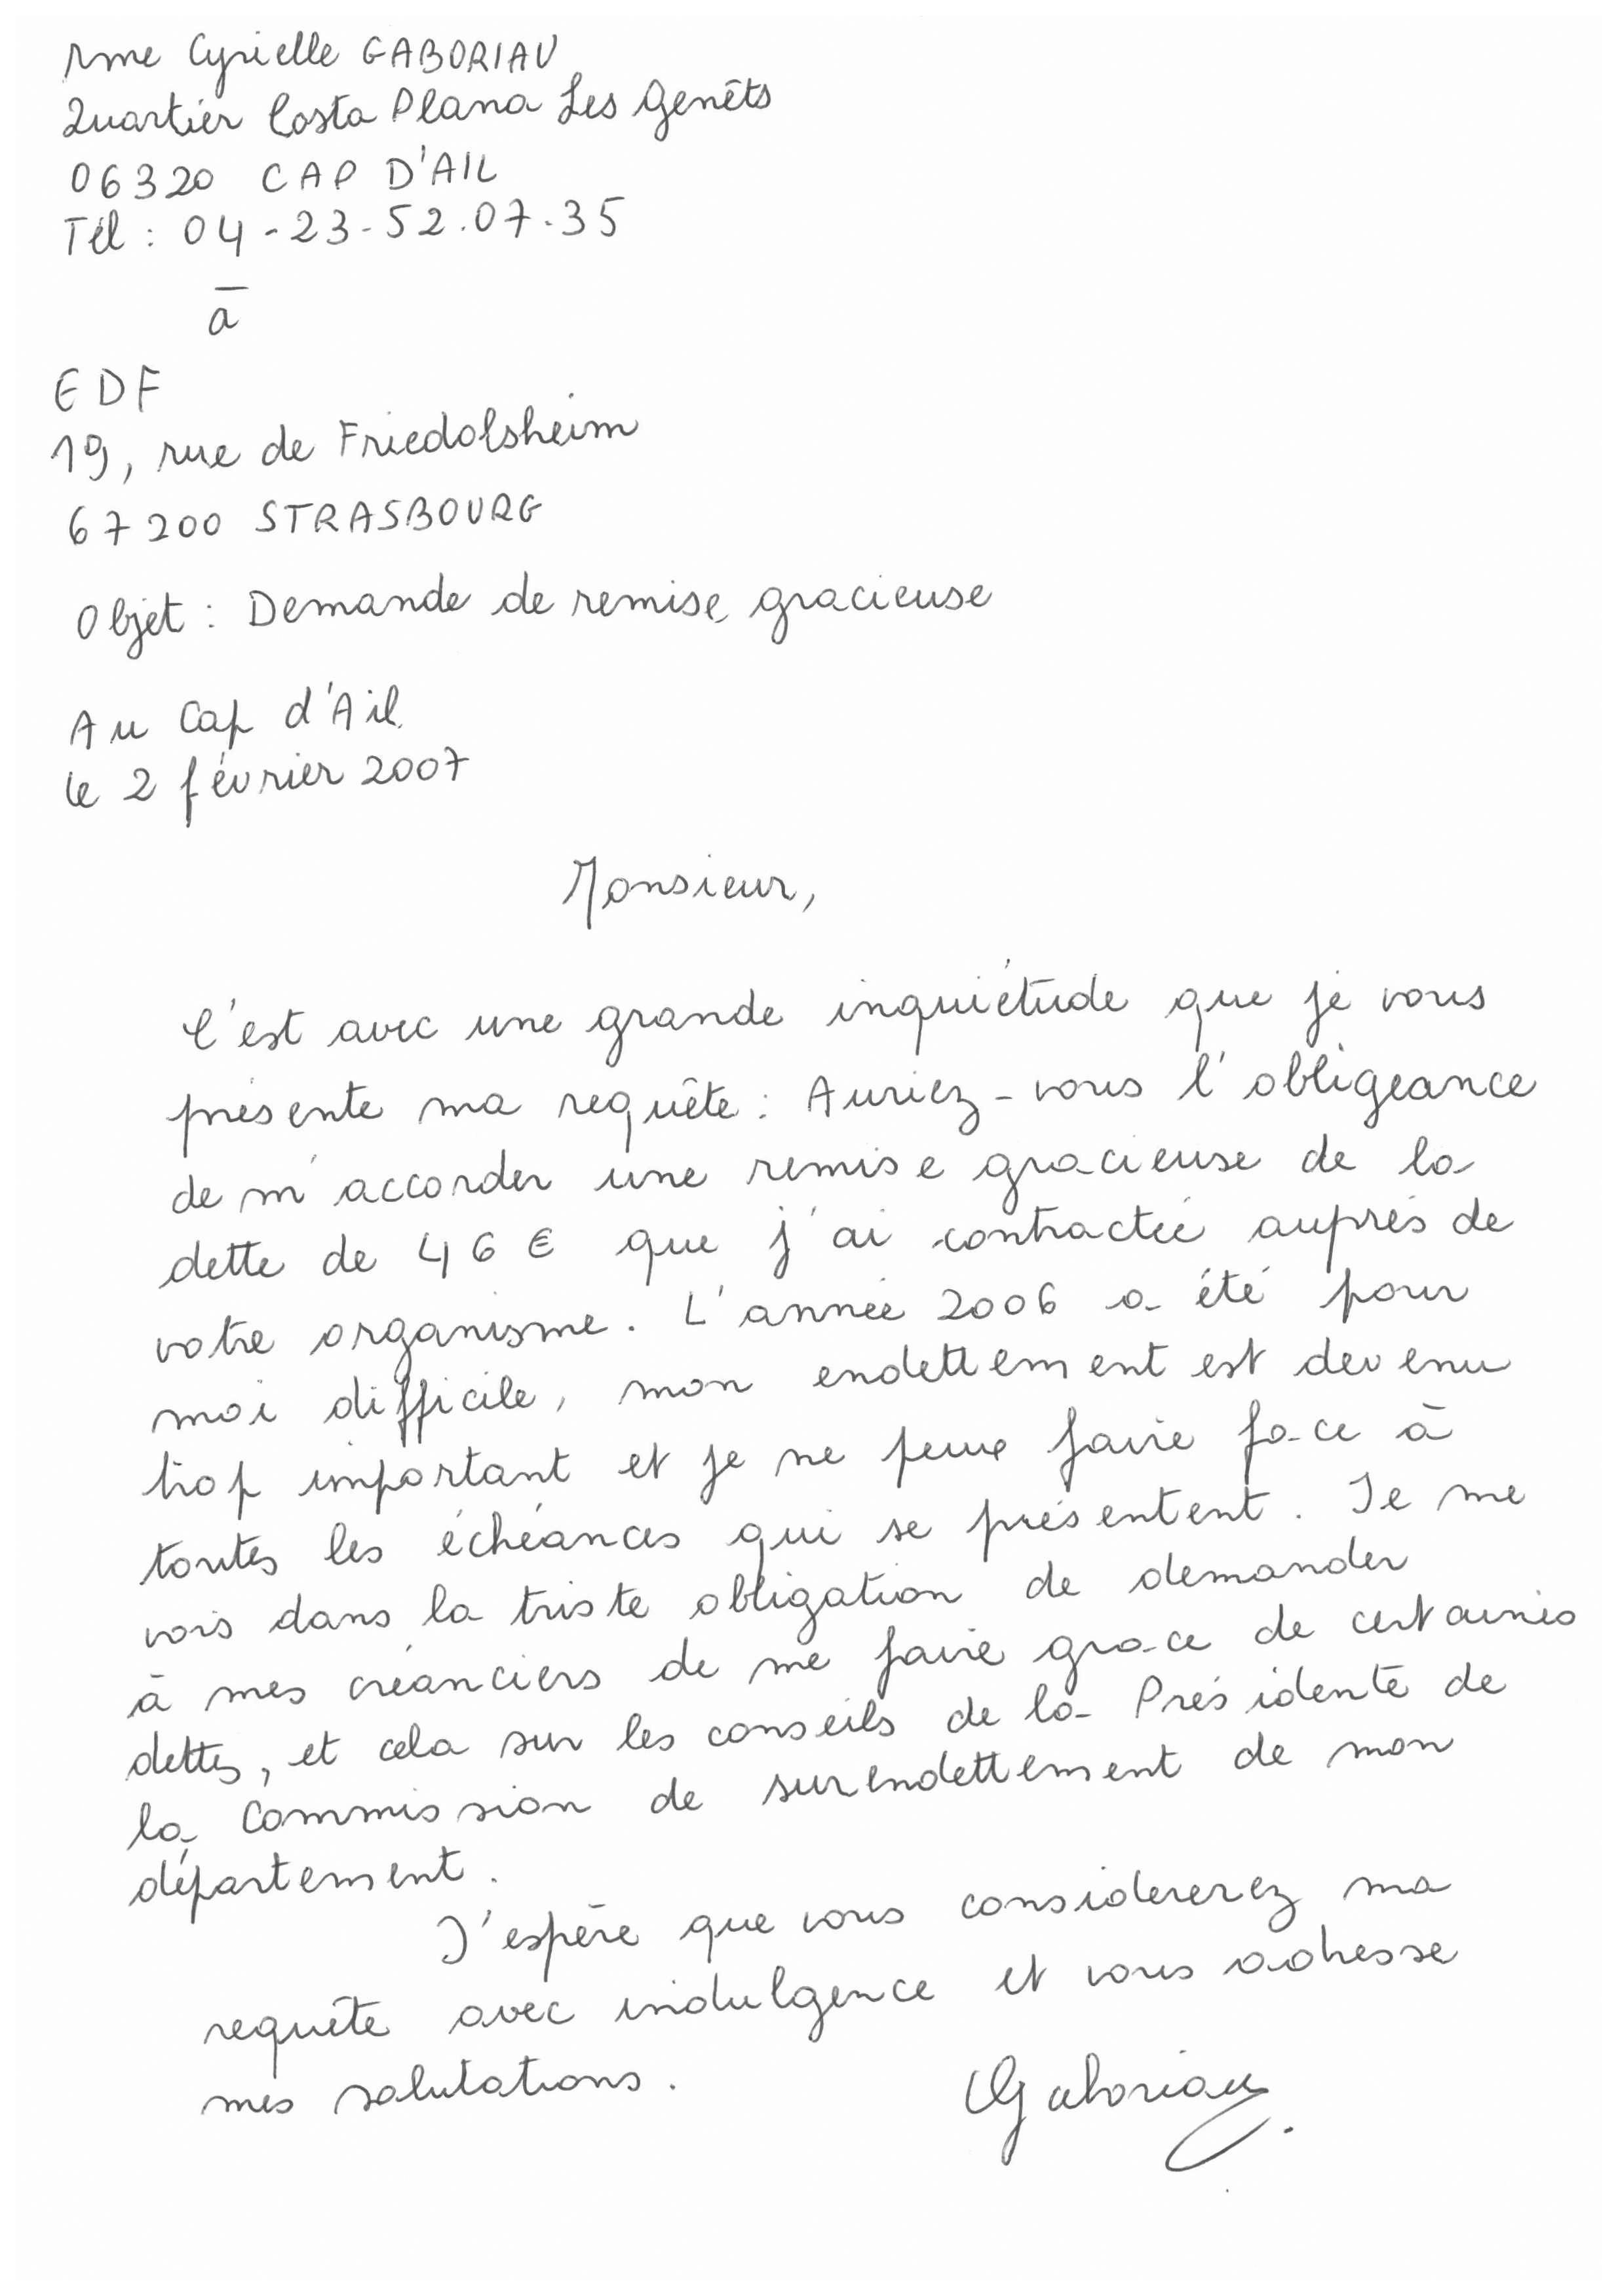 Mme Cyrielle GABORIAU
Quartier Costa Plana Les Genêts
06320 CAP D'AIL
Tél : 04-23-52.07.35
à
EDF
19, rue de Friedolsheim
67200 STRASBOURG
Objet : Demande de remise gracieuse
Au Cap d'Ail
le 2 février 2007
Monsieur,
C'est avec une grande inquiétude que je vous
présente ma requête : Auriez-vous l'obligeance
de m'accorder une remise gracieuse de la
dette de 46 € que j'ai contractée auprès de
votre organisme. L'année 2006 a été pour
moi difficile, mon endettement est devenu
trop important et je ne peux faire face à
toutes les échéances qui se présentent. Je me
vois dans la triste obligation de demander
à mes créanciers de me faire grace de certaines
dettes, et cela sur les conseils de la Présidente de
la Commission de surendettement de mon
département.
J'espère que vous considererez ma
requête avec indulgence et vous adresse
mes salutations.
CGaboriau